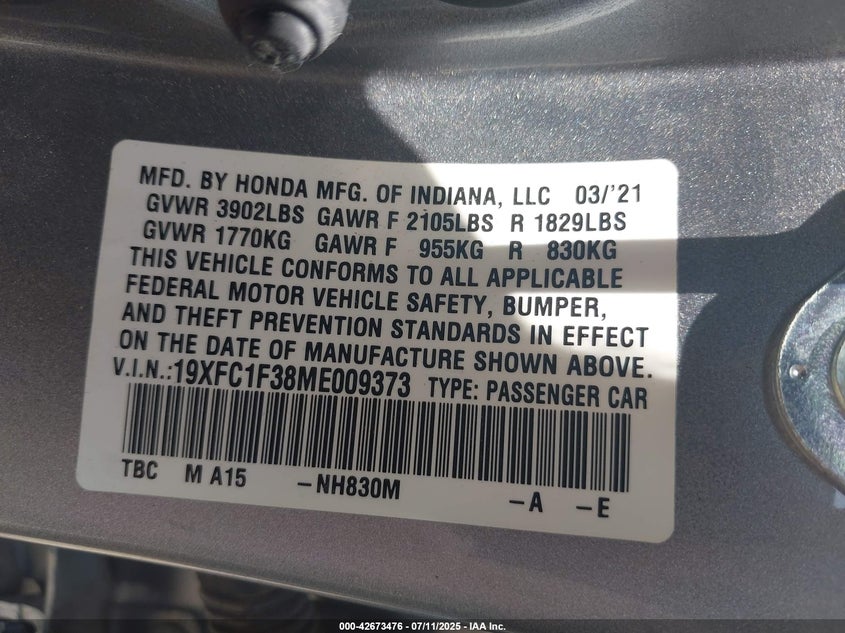 MFD. BY HONDA MFG. OF INDIANA, LLC 03/'21
GVWR 3902LBS GAWR F 2105LBS R 1829LBS
GVWR 1770KG GAWR F 955KG R 830KG
THIS VEHICLE CONFORMS TO ALL APPLICABLE
FEDERAL MOTOR VEHICLE SAFETY, BUMPER,
AND THEFT PREVENTION STANDARDS IN EFFECT
ON THE DATE OF MANUFACTURE SHOWN ABOVE.
V.I.N.:19XFC1F38ME009373 TYPE: PASSENGER CAR
TBC M A15 –NH830M –A –E
000-42673476 - 07/11/2025 - IAA Inc.